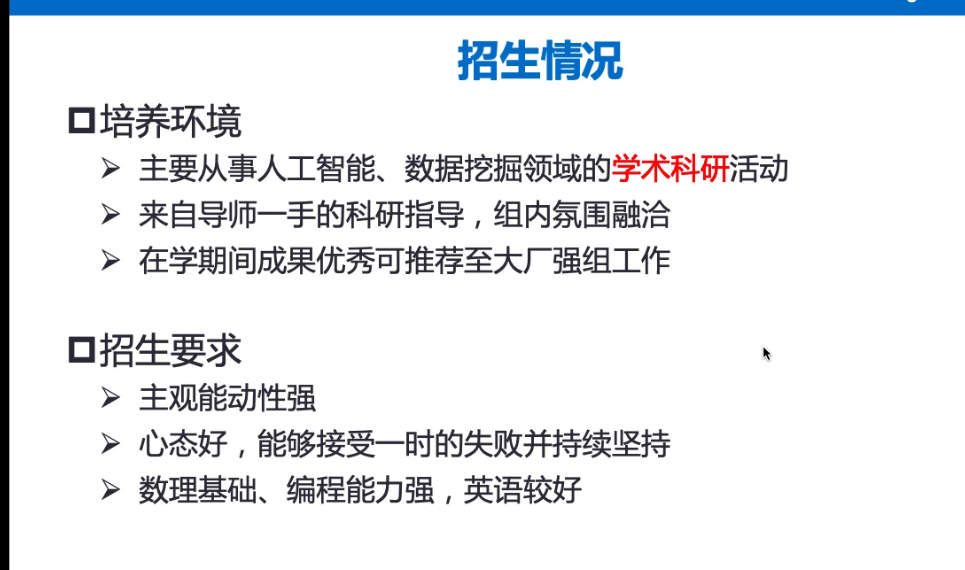 招生情况
培养环境
主要从事人工智能、数据挖掘领域的学术科研活动
来自导师一手的科研指导，组内氛围融洽
在学期间成果优秀可推荐至大厂强组工作
招生要求
主观能动性强
心态好，能够接受一时的失败并持续坚持
数理基础、编程能力强，英语较好